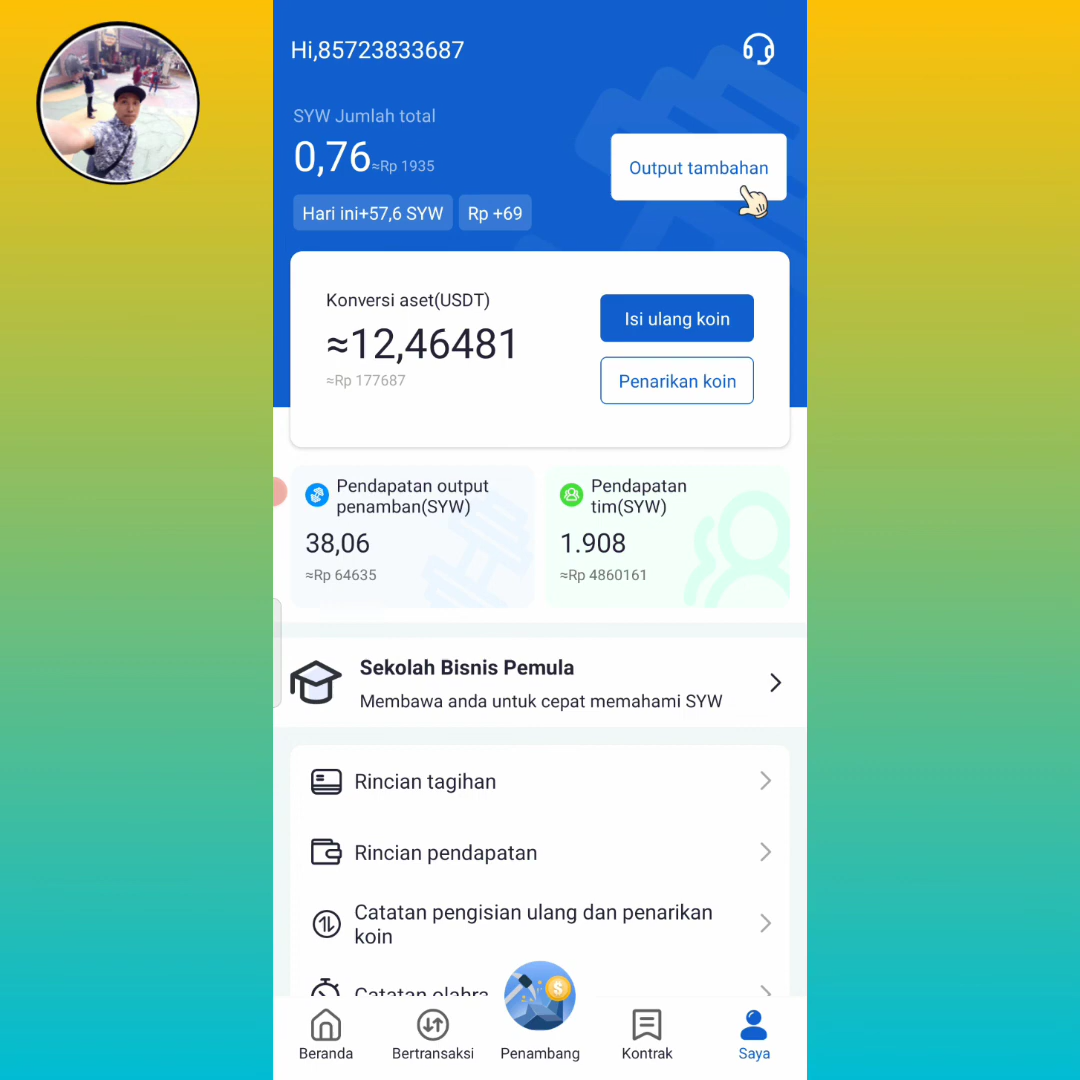 Hi,85723833687
SYW Jumlah total
0,76≈Rp 1935
Output tambahan
Hari ini+57,6 SYW
Rp +69
Konversi aset(USDT)
≈12,46481
≈Rp 177687
Isi ulang koin
Penarikan koin
Pendapatan output
penamban(SYW)
38,06
≈Rp 64635
Pendapatan
tim(SYW)
1.908
≈Rp 4860161
Sekolah Bisnis Pemula
Membawa anda untuk cepat memahami SYW
Rincian tagihan
Rincian pendapatan
Catatan pengisian ulang dan penarikan
koin
Catatan olahra
Beranda
Bertransaksi
Penambang
Kontrak
Saya